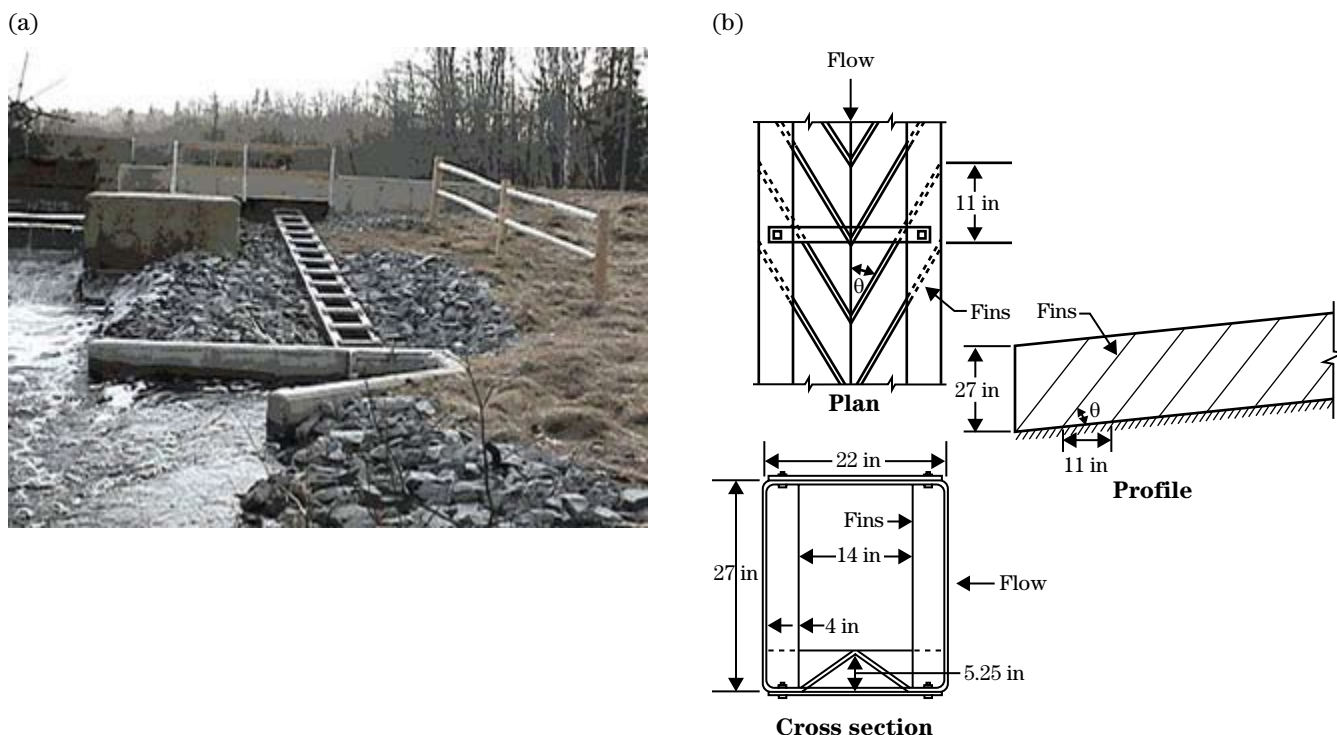 (a)
(b)
Flow
11 in
θ
Fins
Plan
Fins
27 in
θ
11 in
Profile
22 in
Fins
14 in
27 in
Flow
4 in
5.25 in
Cross section